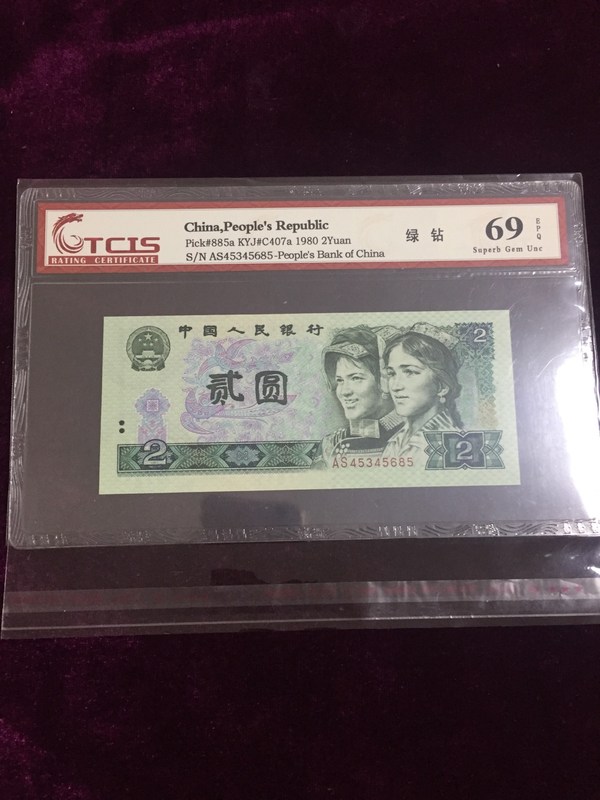 TCIS
RATING CERTIFICATE
China,People's Republic
Pick#885a KYJ#C407a 1980 2Yuan
S/N AS45345685-People's Bank of China
绿 钻
69
EPQ
Superb Gem Unc
中国人民银行
贰圆
2
2
2
AS45345685